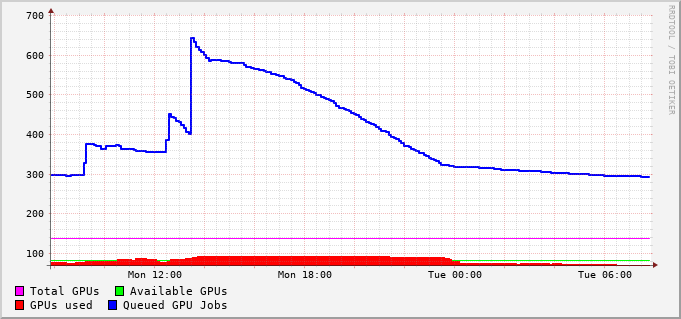 700
600
500
400
300
200
100
Mon 12:00 Mon 18:00 Tue 00:00 Tue 06:00
Total GPUs Available GPUs
GPUs used Queued GPU Jobs
RRDTOOL / TOBI OETIKER